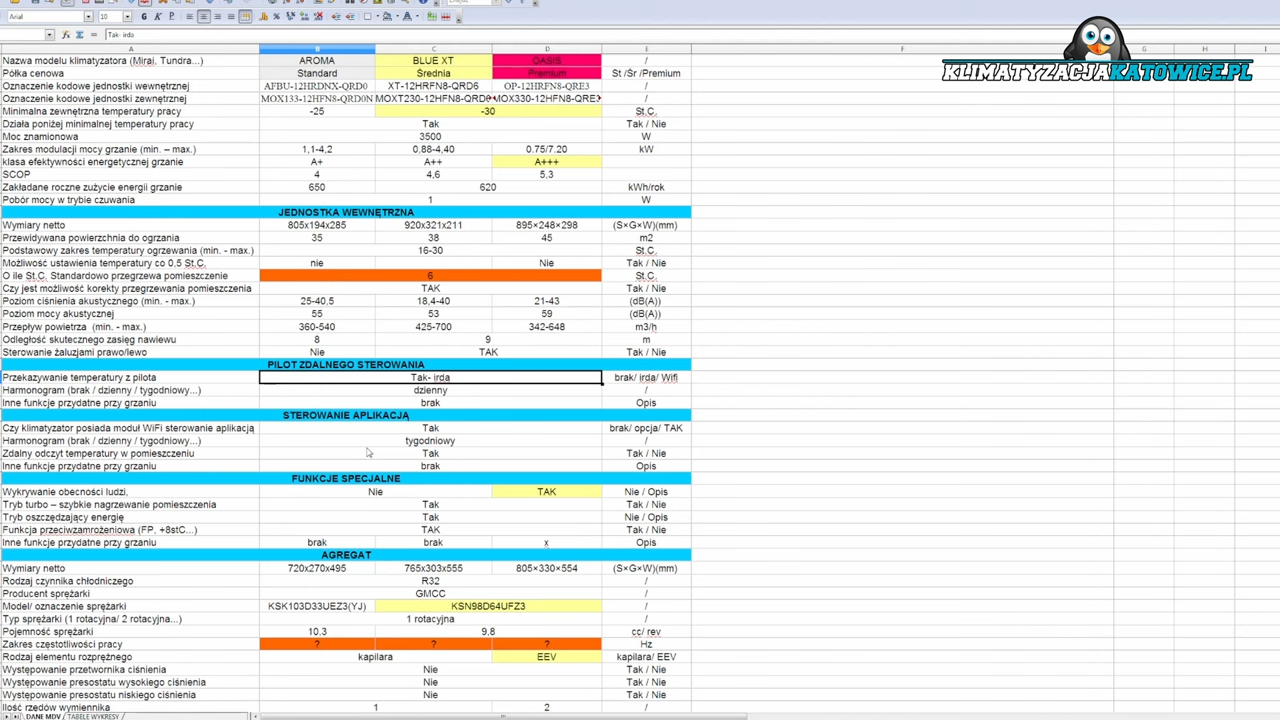 Arial 10
Tak- irda
A B C D E F G H
KLIMATYZACJAKATOWICE.PL
Nazwa modelu klimatyzatora (Mirai, Tundra...) AROMA BLUE XT OASIS /
Półka cenowa Standard Średnia Premium St /Śr /Premium
Oznaczenie kodowe jednostki wewnętrznej AFBU-12HRDNX-QRD0 XT-12HRFN8-QRD6 OP-12HRFN8-QRE3 /
Oznaczenie kodowe jednostki zewnętrznej MOX133-12HFN8-QRD0N MOXT230-12HFN8-QRD0 MOX330-12HFN8-QRE3 /
Minimalna zewnętrzna temperatury pracy -25 -30 St,C.
Działa poniżej minimalnej temperatury pracy Tak Tak / Nie
Moc znamionowa 3500 W
Zakres modulacji mocy grzanie (min. – max.) 1,1-4,2 0,88-4,40 0.75/7.20 kW
klasa efektywności energetycznej grzanie A+ A++ A+++
SCOP 4 4,6 5,3
Zakładane roczne zużycie energii grzanie 650 620 kWh/rok
Pobór mocy w trybie czuwania 1 W
JEDNOSTKA WEWNĘTRZNA
Wymiary netto 805x194x285 920x321x211 895×248×298 (S×G×W)(mm)
Przewidywana powierzchnia do ogrzania 35 38 45 m2
Podstawowy zakres temperatury ogrzewania (min. - max.) 16-30 St.C.
Możliwość ustawienia temperatury co 0,5 St,C. nie Nie Tak / Nie
O ile St,C. Standardowo przegrzewa pomieszczenie 6 St.C.
Czy jest możliwość korekty przegrzewania pomieszczenia TAK Tak / Nie
Poziom ciśnienia akustycznego (min. - max.) 25-40.5 18,4-40 21-43 (dB(A))
Poziom mocy akustycznej 55 53 59 (dB(A))
Przepływ powietrza (min. - max.) 360-540 425-700 342-648 m3/h
Odległość skutecznego zasięg nawiewu 8 9 m
Sterowanie żaluzjami prawo/lewo Nie TAK Tak / Nie
PILOT ZDALNEGO STEROWANIA
Przekazywanie temperatury z pilota Tak- irda brak/ irda/ Wifi
Harmonogram (brak / dzienny / tygodniowy...) dzienny /
Inne funkcje przydatne przy grzaniu brak Opis
STEROWANIE APLIKACJĄ
Czy klimatyzator posiada moduł WiFi sterowanie aplikacją Tak brak/ opcja/ TAK
Harmonogram (brak / dzienny / tygodniowy...) tygodniowy /
Zdalny odczyt temperatury w pomieszczeniu Tak Tak / Nie
Inne funkcje przydatne przy grzaniu brak Opis
FUNKCJE SPECJALNE
Wykrywanie obecności ludzi, Nie TAK Nie / Opis
Tryb turbo – szybkie nagrzewanie pomieszczenia Tak Tak / Nie
Tryb oszczędzający energię Tak Nie / Opis
Funkcja przeciwzamrożeniowa (FP, +8stC...) TAK Tak / Nie
Inne funkcje przydatne przy grzaniu brak brak x Opis
AGREGAT
Wymiary netto 720x270x495 765x303x555 805×330×554 (S×G×W)(mm)
Rodzaj czynnika chłodniczego R32 /
Producent sprężarki GMCC /
Model/ oznaczenie sprężarki KSK103D33UEZ3(YJ) KSN98D64UFZ3 /
Typ sprężarki (1 rotacyjna/ 2 rotacyjna...) 1 rotacyjna /
Pojemność sprężarki 10,3 9,8 cc/ rev
Zakres częstotliwości pracy ? ? ? Hz
Rodzaj elementu rozprężnego kapilara EEV kapilara/ EEV
Występowanie przetwornika ciśnienia Nie Tak / Nie
Występowanie presostatu wysokiego ciśnienia Nie Tak / Nie
Występowanie presostatu niskiego ciśnienia Nie Tak / Nie
Ilość rzędów wymiennika 1 2 /
DANE MDV TABELE WYKRESY